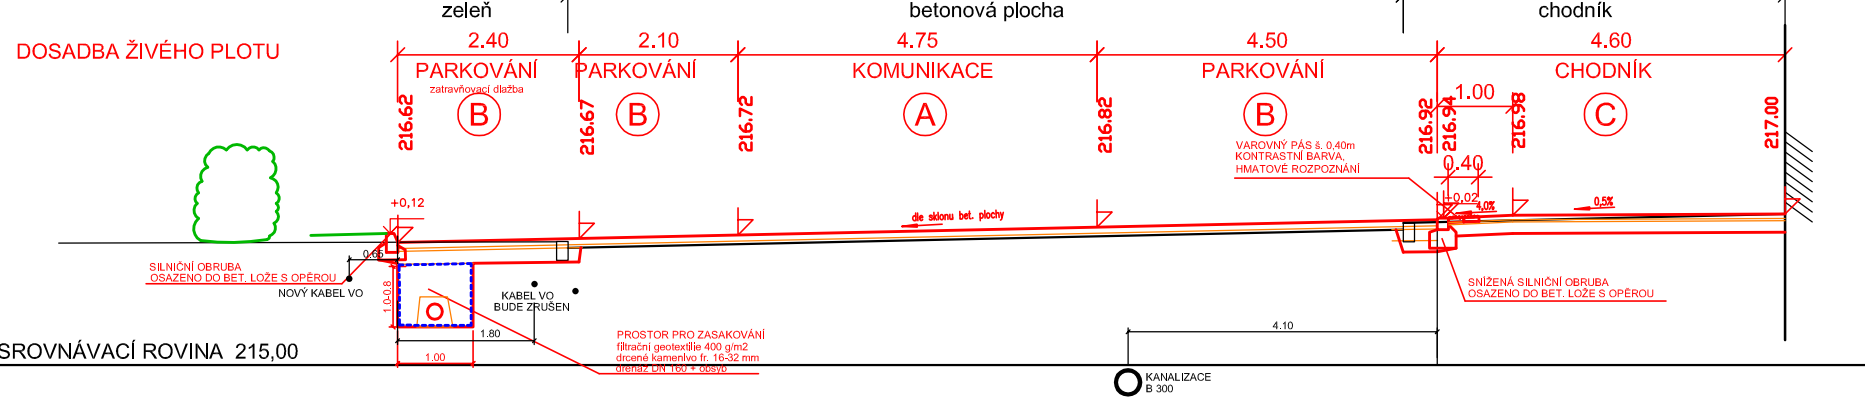 zeleň
betonová plocha
chodník
DOSADBA ŽIVÉHO PLOTU
2.40
2.10
4.75
4.50
4.60
PARKOVÁNÍ
zatravňovací dlažba
PARKOVÁNÍ
KOMUNIKACE
PARKOVÁNÍ
CHODNÍK
B
B
A
B
C
216.62
216.67
216.72
216.82
216.92
216.94
1.00
216.98
217.00
VAROVNÝ PÁS š. 0,40m
KONTRASTNÍ BARVA,
HMATOVÉ ROZPOZNÁNÍ
0.40
+0,12
+0,02
4,0%
0,5%
dle sklonu bet. plochy
0.65
SILNIČNÍ OBRUBA
OSAZENO DO BET. LOŽE S OPĚROU
NOVÝ KABEL VO
1.0-0.8
KABEL VO
BUDE ZRUŠEN
SNÍŽENÁ SILNIČNÍ OBRUBA
OSAZENO DO BET. LOŽE S OPĚROU
1.80
4.10
PROSTOR PRO ZASAKOVÁNÍ
filtrační geotextilie 400 g/m2
drcené kamenivo fr. 16-32 mm
drenáž DN 160 + obsyp
SROVNÁVACÍ ROVINA 215,00
1.00
KANALIZACE
B 300